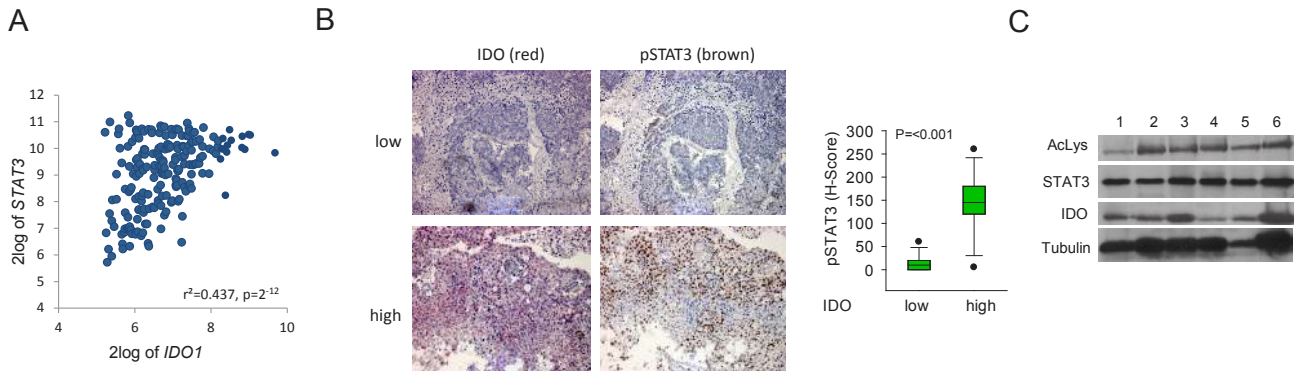 A
2log of STAT3
12
11
10
9
8
7
6
5
4
r²=0.437, p=2⁻¹²
4 6 8 10
2log of IDO1
B
IDO (red) pSTAT3 (brown)
low
high
P=<0.001
pSTAT3 (H-Score)
300
250
200
150
100
50
0
IDO low high
C
1 2 3 4 5 6
AcLys
STAT3
IDO
Tubulin